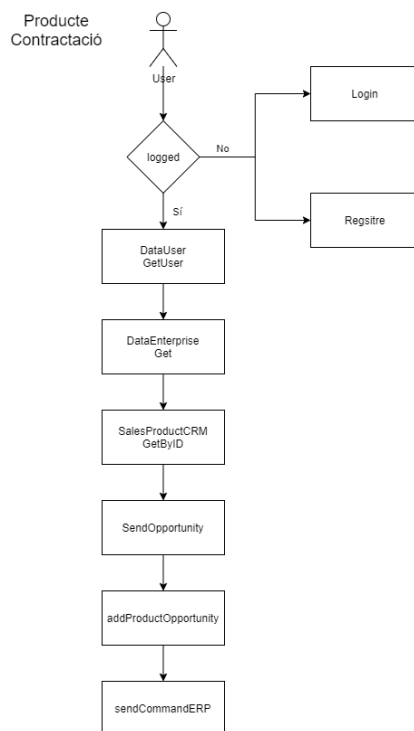 Producte
Contractació
User
logged
No
Login
Regsitre
Sí
DataUser
GetUser
DataEnterprise
Get
SalesProductCRM
GetByID
SendOpportunity
addProductOpportunity
sendCommandERP